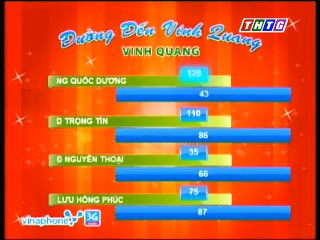 THTG
Đường Đến Vinh Quang
VINH QUANG
NG QUỐC DƯƠNG 120
43
D TRỌNG TÍN 110
86
Đ NGUYÊN THOẠI 35
66
LƯU HỒNG PHÚC 75
87
vinaphone 3G